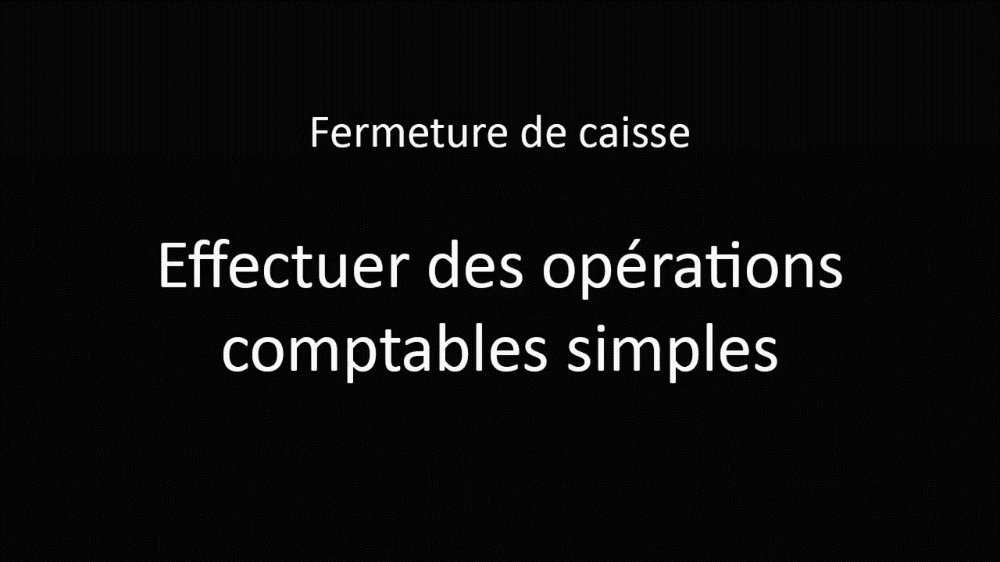 Fermeture de caisse
Effectuer des opérations
comptables simples